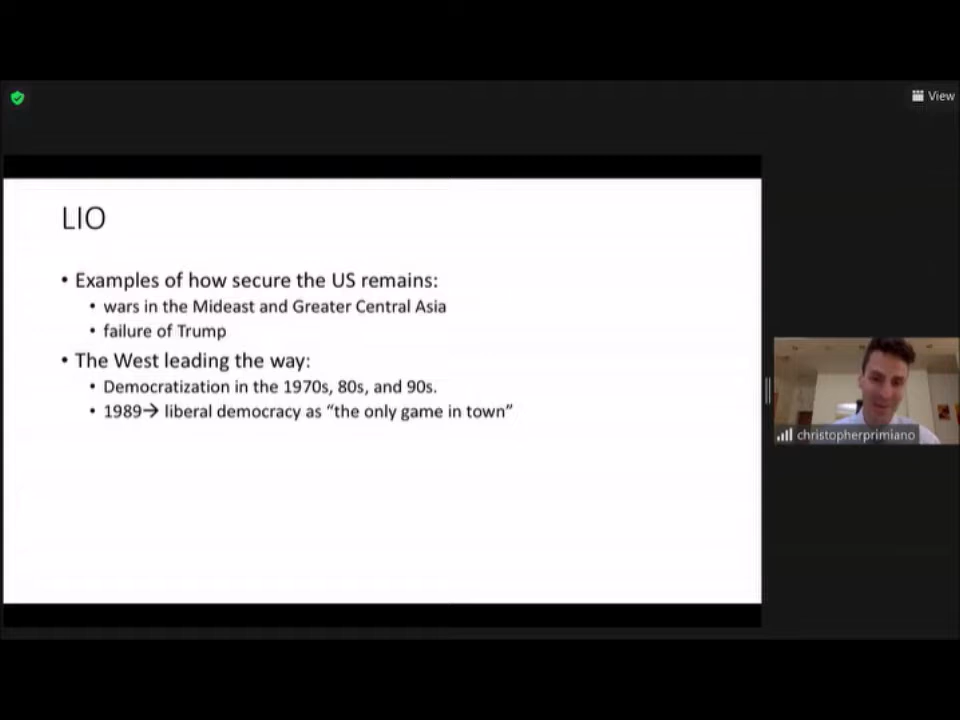 View
LIO
• Examples of how secure the US remains:
• wars in the Mideast and Greater Central Asia
• failure of Trump
• The West leading the way:
• Democratization in the 1970s, 80s, and 90s.
• 1989→ liberal democracy as “the only game in town”
christopherprimiano